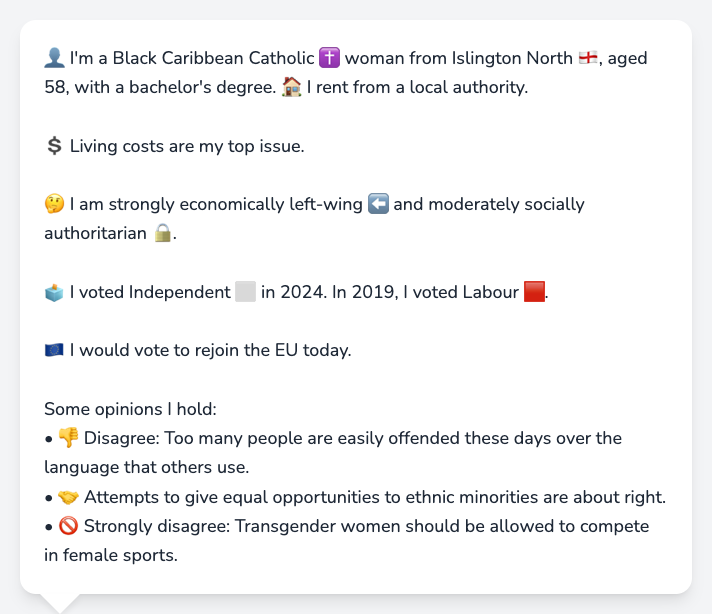 👤 I'm a Black Caribbean Catholic ✝️ woman from Islington North 🏴󠁧󠁢󠁥󠁮󠁧󠁿, aged
58, with a bachelor's degree. 🏠 I rent from a local authority.
💲 Living costs are my top issue.
🤔 I am strongly economically left-wing ⬅️ and moderately socially
authoritarian 🔒.
🗳️ I voted Independent ⬜ in 2024. In 2019, I voted Labour 🟥.
🇪🇺 I would vote to rejoin the EU today.
Some opinions I hold:
• 👎 Disagree: Too many people are easily offended these days over the
language that others use.
• 🤝 Attempts to give equal opportunities to ethnic minorities are about right.
• 🚫 Strongly disagree: Transgender women should be allowed to compete
in female sports.